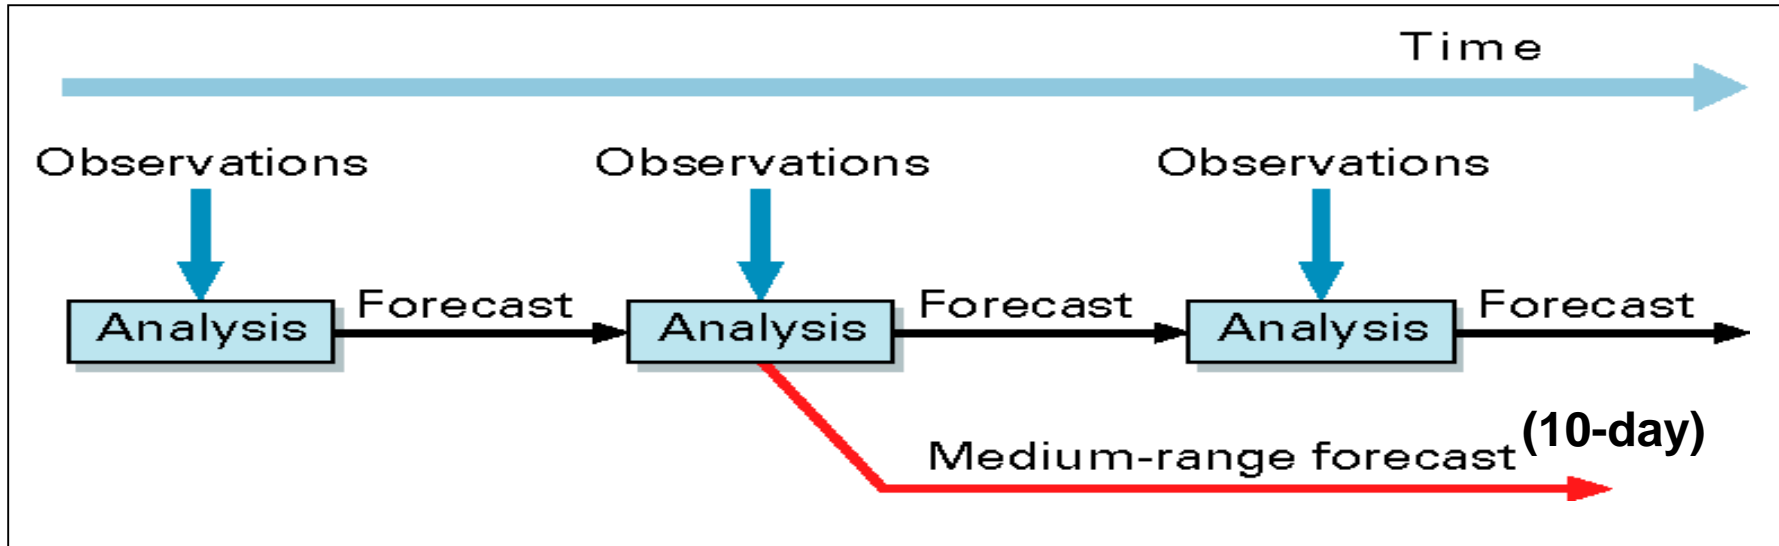 Time
Observations Observations Observations
Analysis Forecast Analysis Forecast Analysis Forecast
Medium-range forecast (10-day)